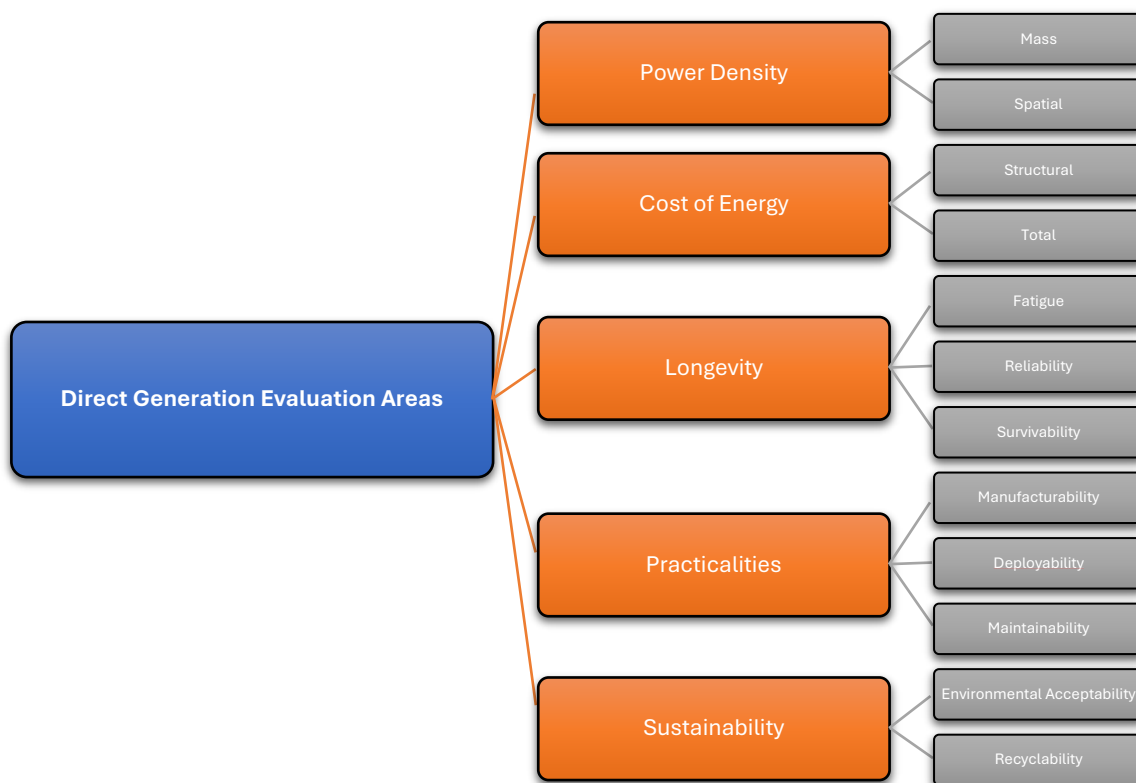 Direct Generation Evaluation Areas
Power Density
Mass
Spatial
Cost of Energy
Structural
Total
Longevity
Fatigue
Reliability
Survivability
Practicalities
Manufacturability
Deployability
Maintainability
Sustainability
Environmental Acceptability
Recyclability